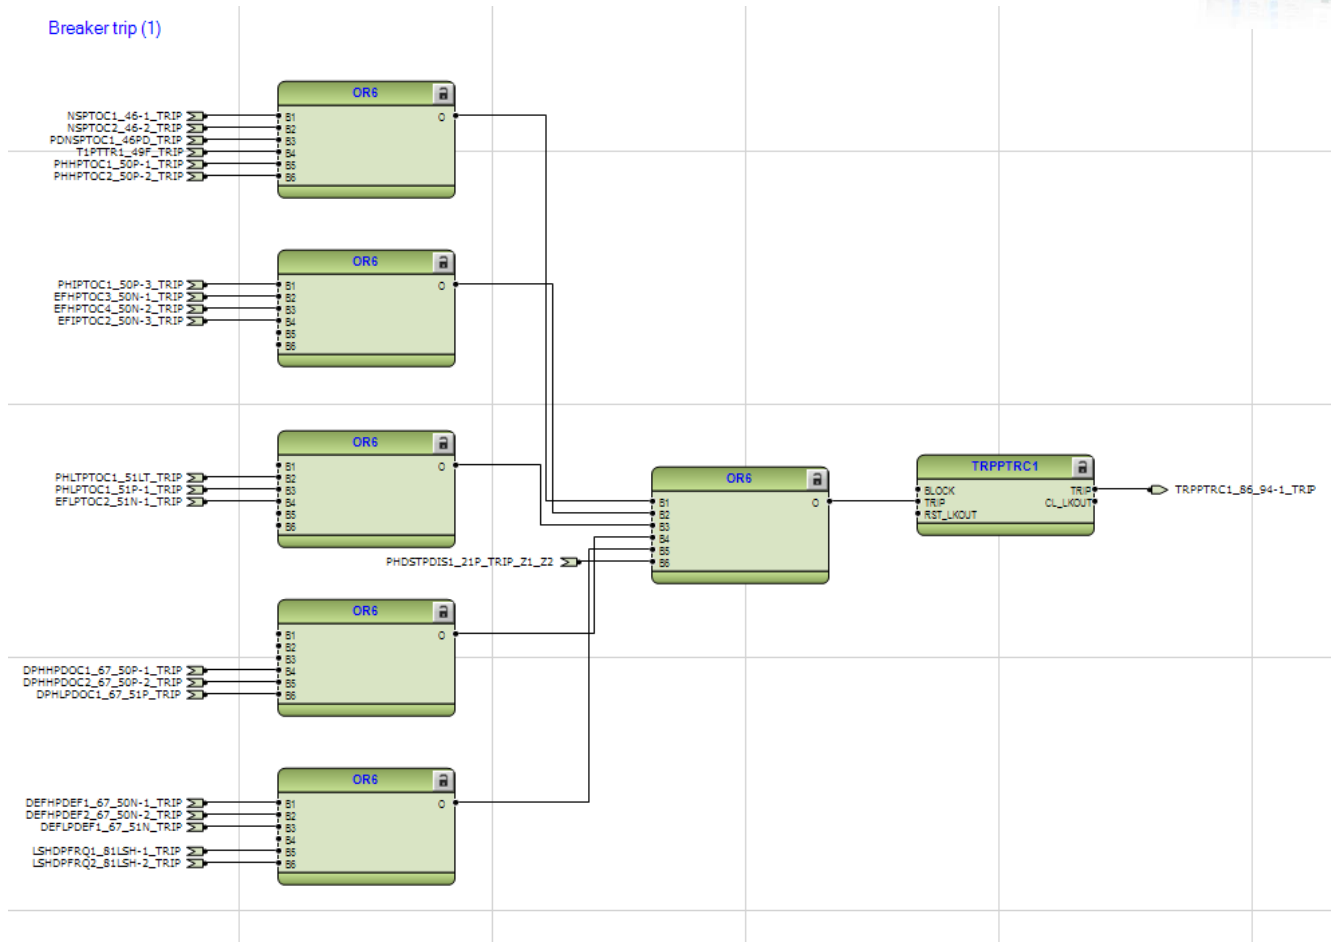 Breaker trip (1)
OR6
NSPTOC1_46-1_TRIP B1 O
NSPTOC2_46-2_TRIP B2
PDNSPTOC1_46PD_TRIP B3
T1PTTR1_49F_TRIP B4
PHHPTOC1_50P-1_TRIP B5
PHHPTOC2_50P-2_TRIP B6
OR6
PHIPTOC1_50P-3_TRIP B1 O
EFHPTOC3_50N-1_TRIP B2
EFHPTOC4_50N-2_TRIP B3
EFIPTOC2_50N-3_TRIP B4
B5
B6
OR6
B1 O
PHLTPTOC1_51LT_TRIP B2
PHLPTOC1_51P-1_TRIP B3
EFLPTOC2_51N-1_TRIP B4
B5
B6
OR6
B1 O
B2
B3
B4
B5
PHDSTPDIS1_21P_TRIP_Z1_Z2 B6
TRPPTRC1
BLOCK TRIP TRPPTRC1_86_94-1_TRIP
TRIP CL_LKOUT
RST_LKOUT
OR6
B1 O
B2
B3
DPHHPDOC1_67_50P-1_TRIP B4
DPHHPDOC2_67_50P-2_TRIP B5
DPHLPDOC1_67_51P_TRIP B6
OR6
DEFHPDEF1_67_50N-1_TRIP B1 O
DEFHPDEF2_67_50N-2_TRIP B2
DEFLPDEF1_67_51N_TRIP B3
B4
LSHDPFRQ1_81LSH-1_TRIP B5
LSHDPFRQ2_81LSH-2_TRIP B6